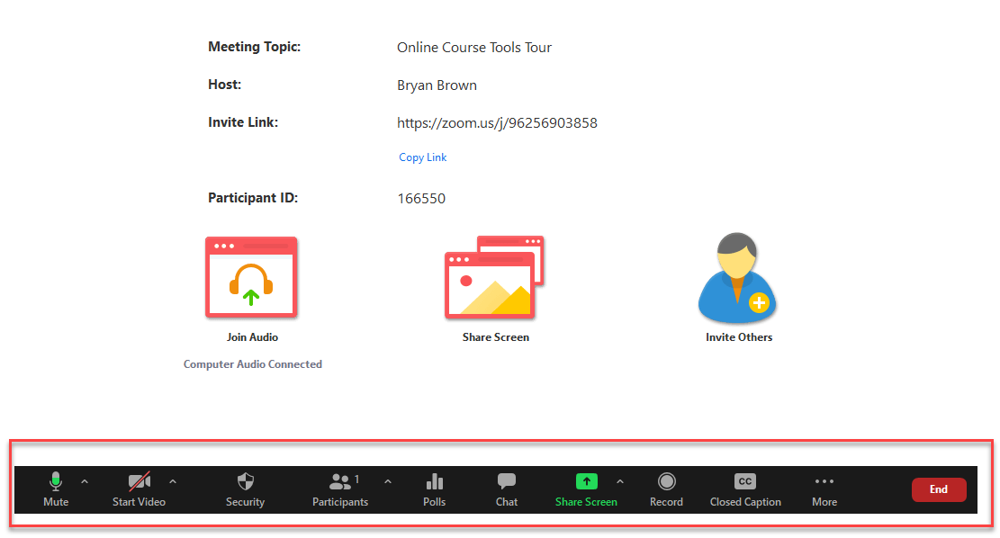 Meeting Topic: Online Course Tools Tour
Host: Bryan Brown
Invite Link: https://zoom.us/j/96256903858
Copy Link
Participant ID: 166550
Join Audio Share Screen Invite Others
Computer Audio Connected
1 CC
Mute Start Video Security Participants Polls Chat Share Screen Record Closed Caption More End